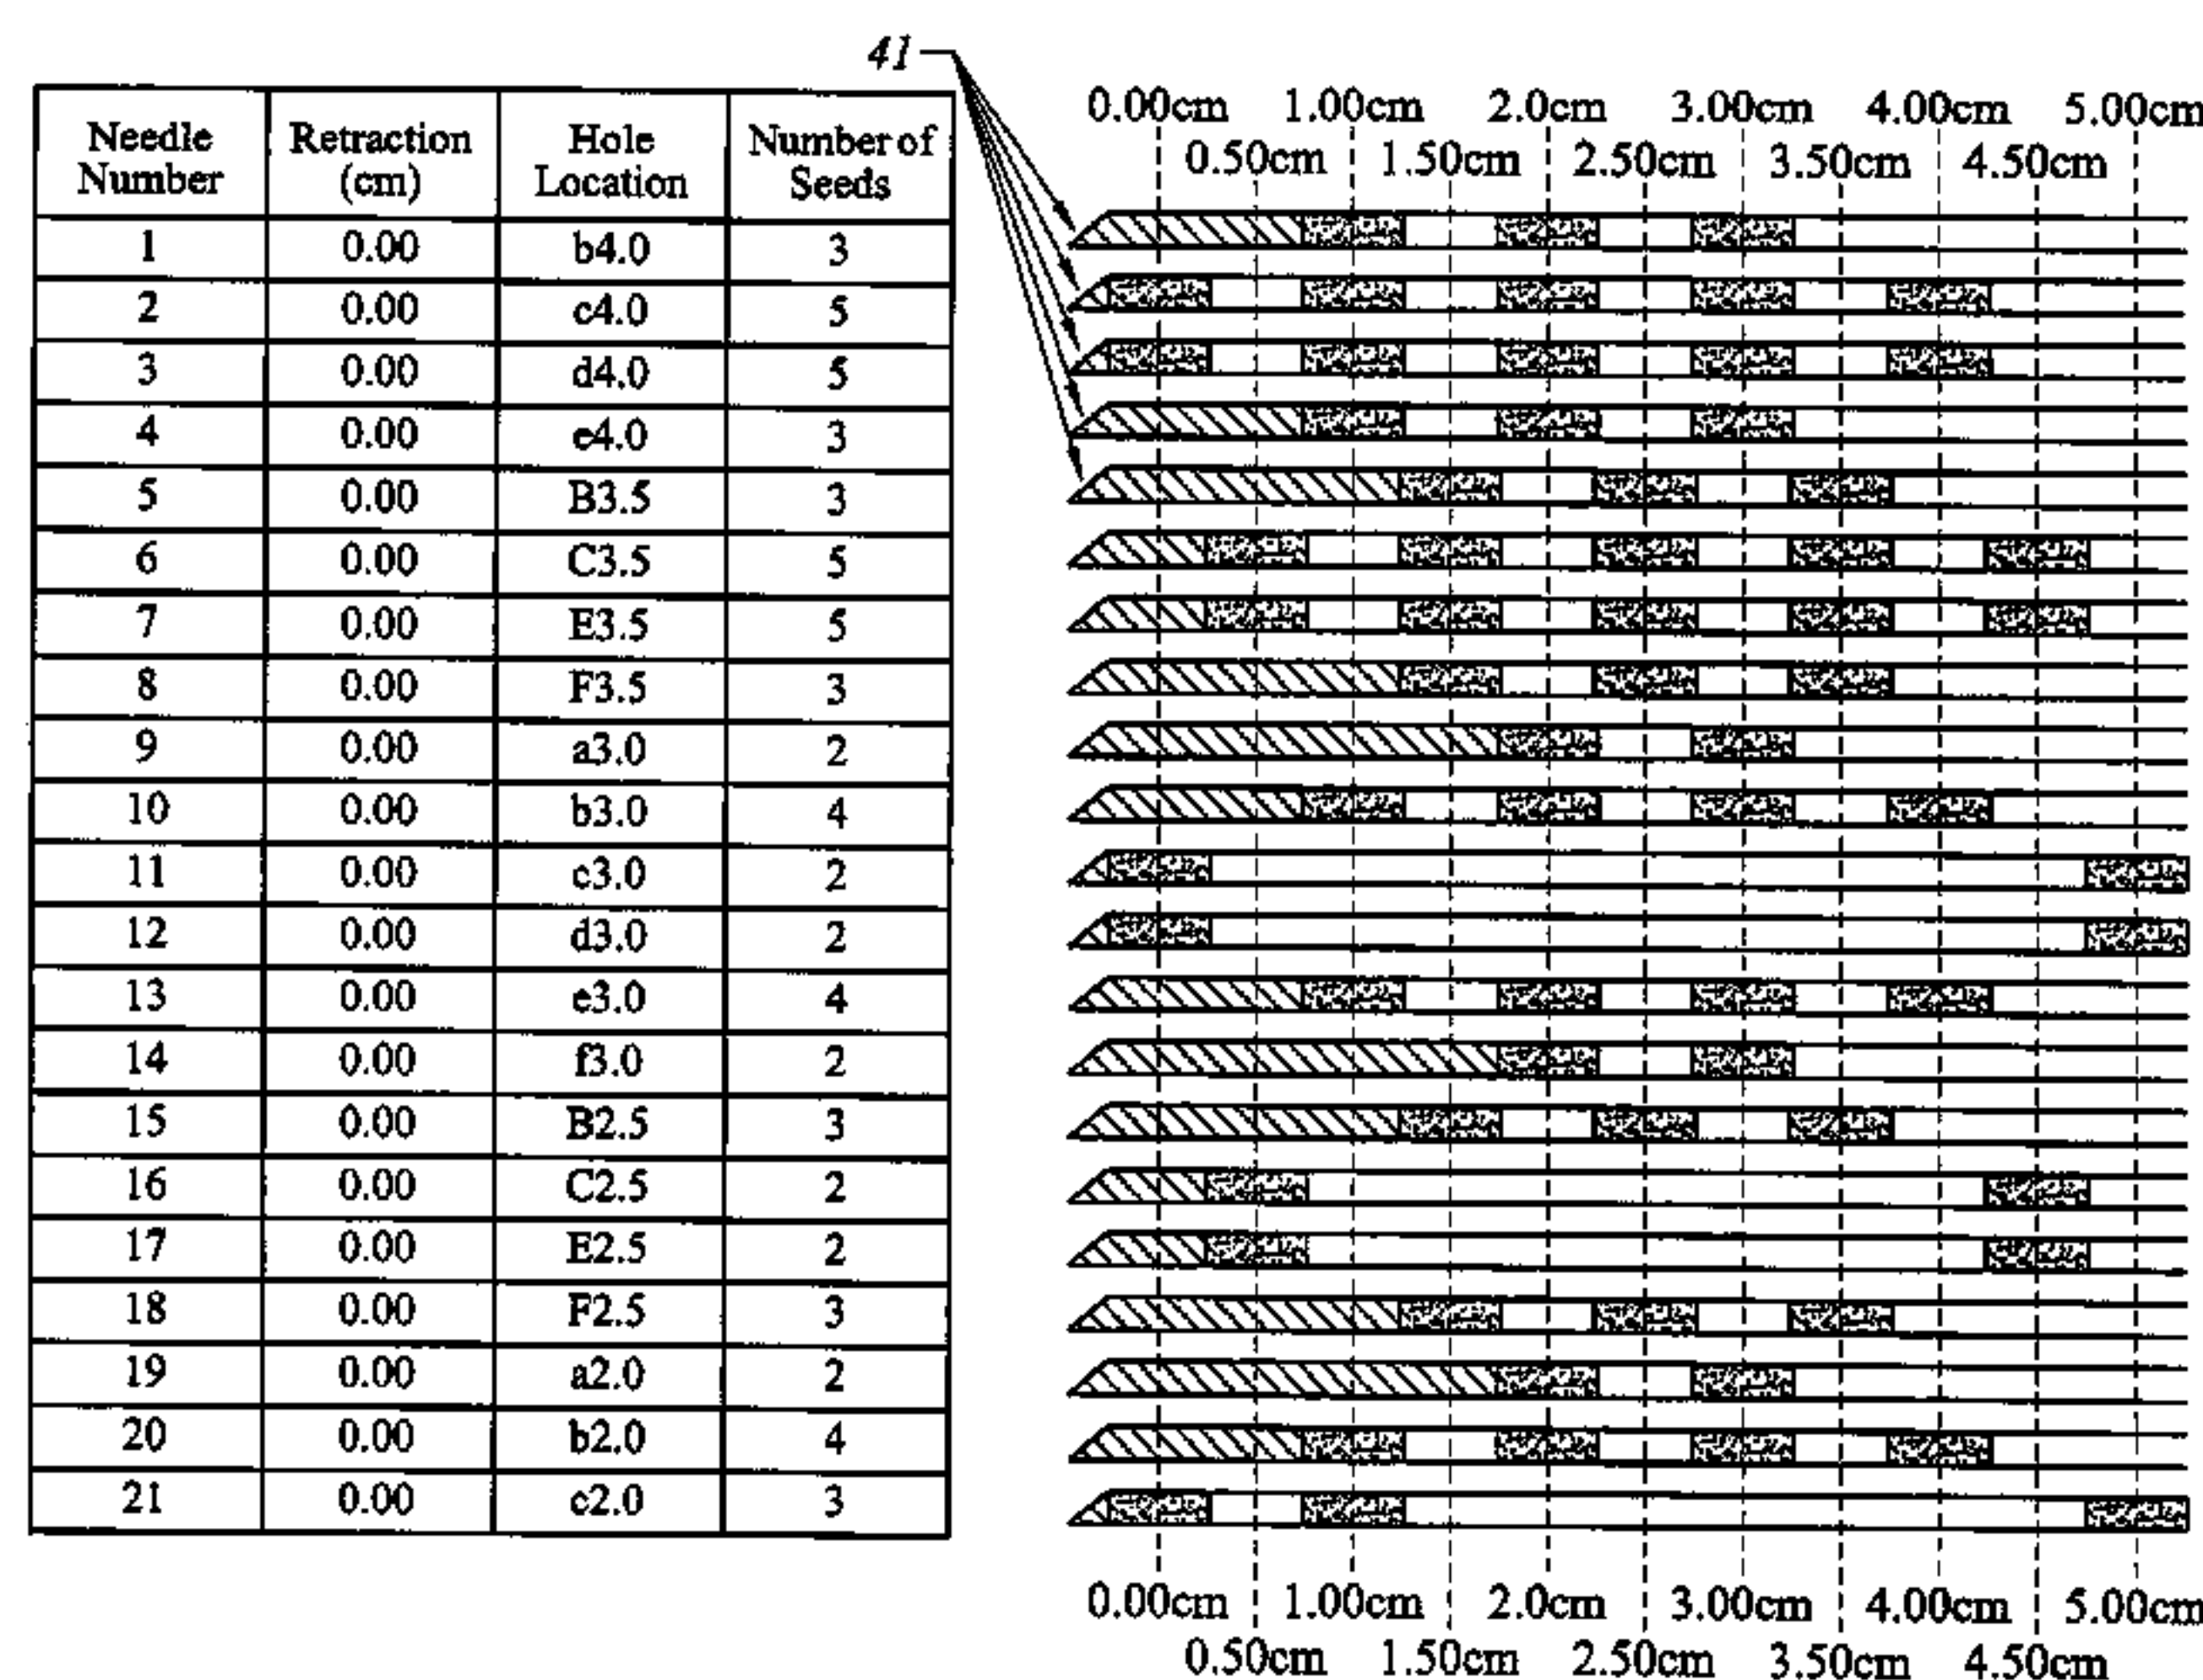 41
Needle Number Retraction (cm) Hole Location Number of Seeds
1 0.00 b4.0 3
2 0.00 c4.0 5
3 0.00 d4.0 5
4 0.00 e4.0 3
5 0.00 B3.5 3
6 0.00 C3.5 5
7 0.00 E3.5 5
8 0.00 F3.5 3
9 0.00 a3.0 2
10 0.00 b3.0 4
11 0.00 c3.0 2
12 0.00 d3.0 2
13 0.00 e3.0 4
14 0.00 f3.0 2
15 0.00 B2.5 3
16 0.00 C2.5 2
17 0.00 E2.5 2
18 0.00 F2.5 3
19 0.00 a2.0 2
20 0.00 b2.0 4
21 0.00 c2.0 3
0.00cm 1.00cm 2.0cm 3.00cm 4.00cm 5.00cm
0.50cm 1.50cm 2.50cm 3.50cm 4.50cm
0.00cm 1.00cm 2.0cm 3.00cm 4.00cm 5.00cm
0.50cm 1.50cm 2.50cm 3.50cm 4.50cm